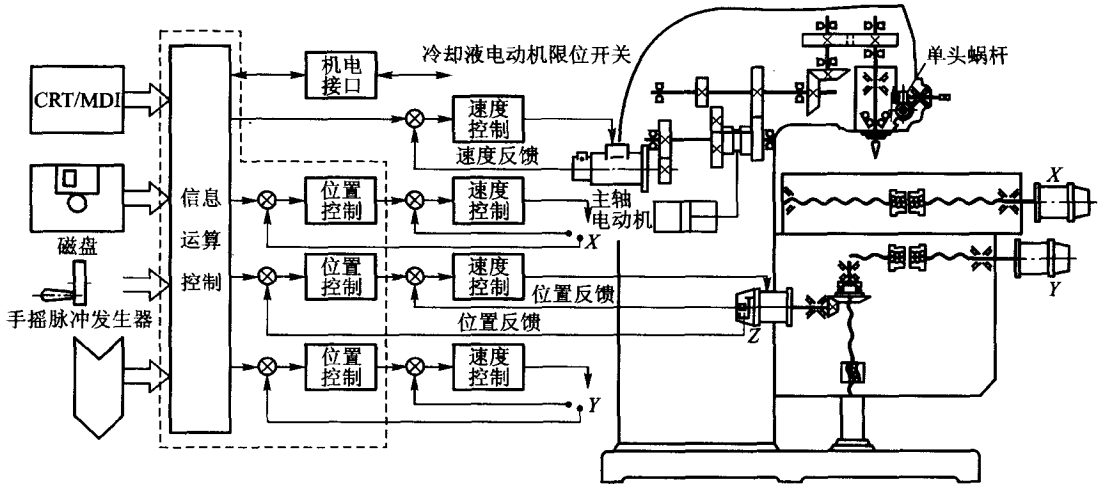 CRT/MDI
磁盘
手摇脉冲发生器
信息
运算
控制
机电
接口
冷却液电动机限位开关
速度
控制
速度反馈
位置
控制
速度
控制
X
位置
控制
速度
控制
位置反馈
位置反馈
位置
控制
速度
控制
Y
主轴
电动机
单头蜗杆
X
Y
Z